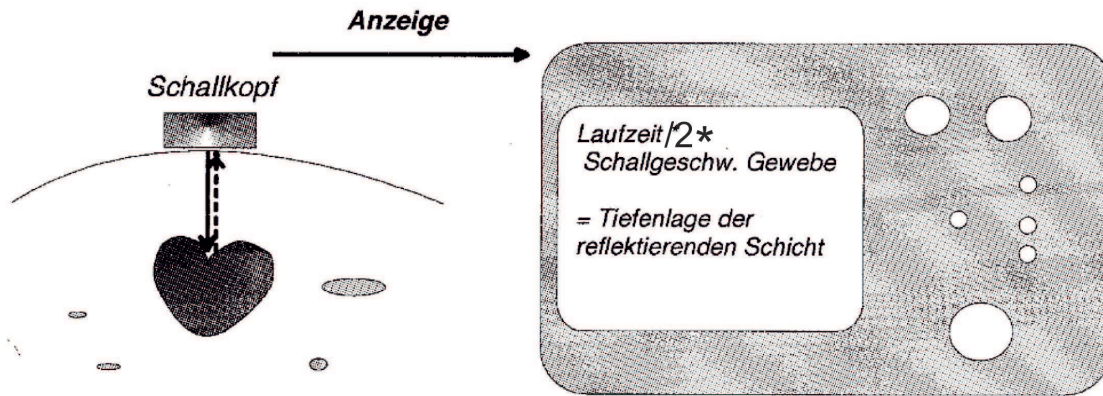 Anzeige
Schallkopf
Laufzeit/2*
Schallgeschw. Gewebe
= Tiefenlage der
reflektierenden Schicht